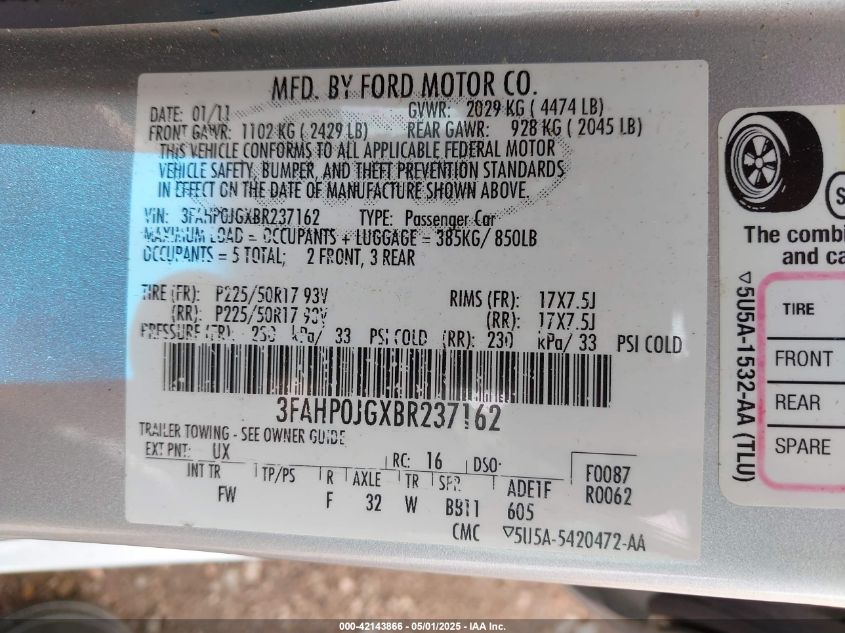 MFD. BY FORD MOTOR CO.
DATE: 01/11 GVWR: 2029 KG ( 4474 LB)
FRONT GAWR: 1102 KG ( 2429 LB) REAR GAWR: 928 KG ( 2045 LB)
THIS VEHICLE CONFORMS TO ALL APPLICABLE FEDERAL MOTOR
VEHICLE SAFETY, BUMPER, AND THEFT PREVENTION STANDARDS
IN EFFECT ON THE DATE OF MANUFACTURE SHOWN ABOVE.
VIN: 3FAHP0JGXBR237162 TYPE: Passenger Car
MAXIMUM LOAD = OCCUPANTS + LUGGAGE = 385KG/ 850LB
OCCUPANTS = 5 TOTAL; 2 FRONT, 3 REAR
TIRE (FR): P225/50R17 93V RIMS (FR): 17X7.5J
(RR): P225/50R17 93V (RR): 17X7.5J
PRESSURE (FR): 230 kPa/ 33 PSI COLD (RR): 230 kPa/ 33 PSI COLD
3FAHP0JGXBR237162
TRAILER TOWING - SEE OWNER GUIDE
EXT PNT: UX RC: 16 DSO:
INT TR TP/PS R AXLE TR SPR ADE1F F0087
FW F 32 W BB11 605 R0062
CMC ▽5U5A-5420472-AA
The combi
and ca
TIRE
FRONT
REAR
SPARE
▽5U5A-1532-AA (TLU)
000-42143866 - 05/01/2025 - IAA Inc.